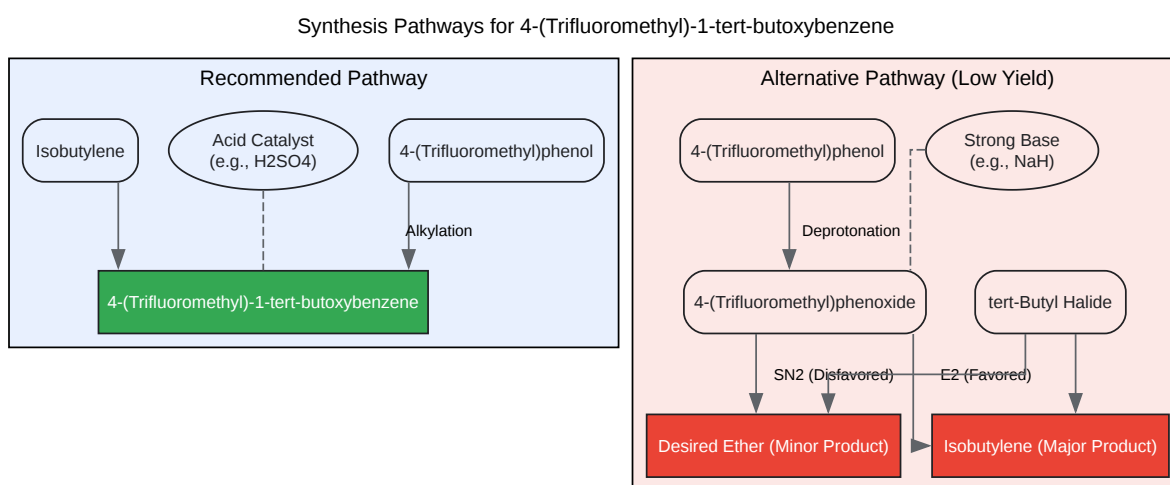 Synthesis Pathways for 4-(Trifluoromethyl)-1-tert-butoxybenzene
Recommended Pathway
Isobutylene
Acid Catalyst
(e.g., H2SO4)
4-(Trifluoromethyl)phenol
Alkylation
4-(Trifluoromethyl)-1-tert-butoxybenzene
Alternative Pathway (Low Yield)
4-(Trifluoromethyl)phenol
Strong Base
(e.g., NaH)
Deprotonation
4-(Trifluoromethyl)phenoxide
tert-Butyl Halide
SN2 (Disfavored)
E2 (Favored)
Desired Ether (Minor Product)
Isobutylene (Major Product)